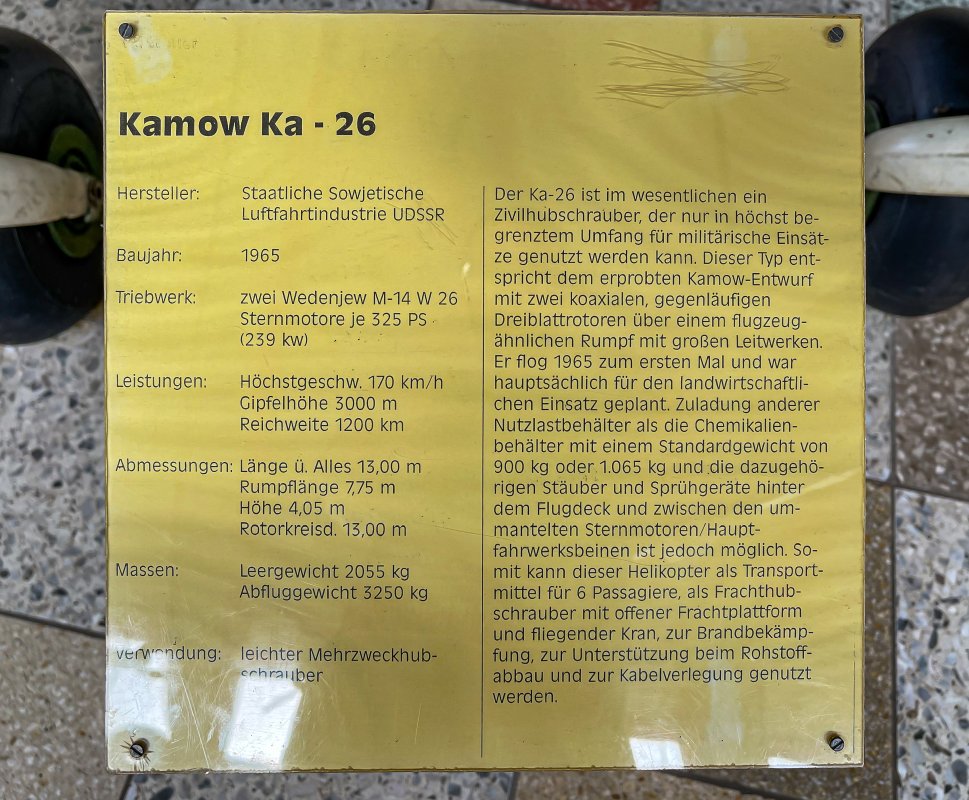 Kamow Ka - 26
Hersteller: Staatliche Sowjetische
Luftfahrtindustrie UDSSR
Baujahr: 1965
Triebwerk: zwei Wedenjew M-14 W 26
Sternmotore je 325 PS
(239 kw)
Leistungen: Höchstgeschw. 170 km/h
Gipfelhöhe 3000 m
Reichweite 1200 km
Abmessungen: Länge ü. Alles 13,00 m
Rumpflänge 7,75 m
Höhe 4,05 m
Rotorkreisd. 13,00 m
Massen: Leergewicht 2055 kg
Abfluggewicht 3250 kg
Verwendung: leichter Mehrzweckhub-
schrauber
Der Ka-26 ist im wesentlichen ein
Zivilhubschrauber, der nur in höchst be-
grenztem Umfang für militärische Einsät-
ze genutzt werden kann. Dieser Typ ent-
spricht dem erprobten Kamow-Entwurf
mit zwei koaxialen, gegenläufigen
Dreiblattrotoren über einem flugzeug-
ähnlichen Rumpf mit großen Leitwerken.
Er flog 1965 zum ersten Mal und war
hauptsächlich für den landwirtschaftli-
chen Einsatz geplant. Zuladung anderer
Nutzlastbehälter als die Chemikalien-
behälter mit einem Standardgewicht von
900 kg oder 1.065 kg und die dazugehö-
rigen Stäuber und Sprühgeräte hinter
dem Flugdeck und zwischen den um-
mantelten Sternmotoren/Haupt-
fahrwerksbeinen ist jedoch möglich. So-
mit kann dieser Helikopter als Transport-
mittel für 6 Passagiere, als Frachthub-
schrauber mit offener Frachtplattform
und fliegender Kran, zur Brandbekämp-
fung, zur Unterstützung beim Rohstoff-
abbau und zur Kabelverlegung genutzt
werden.